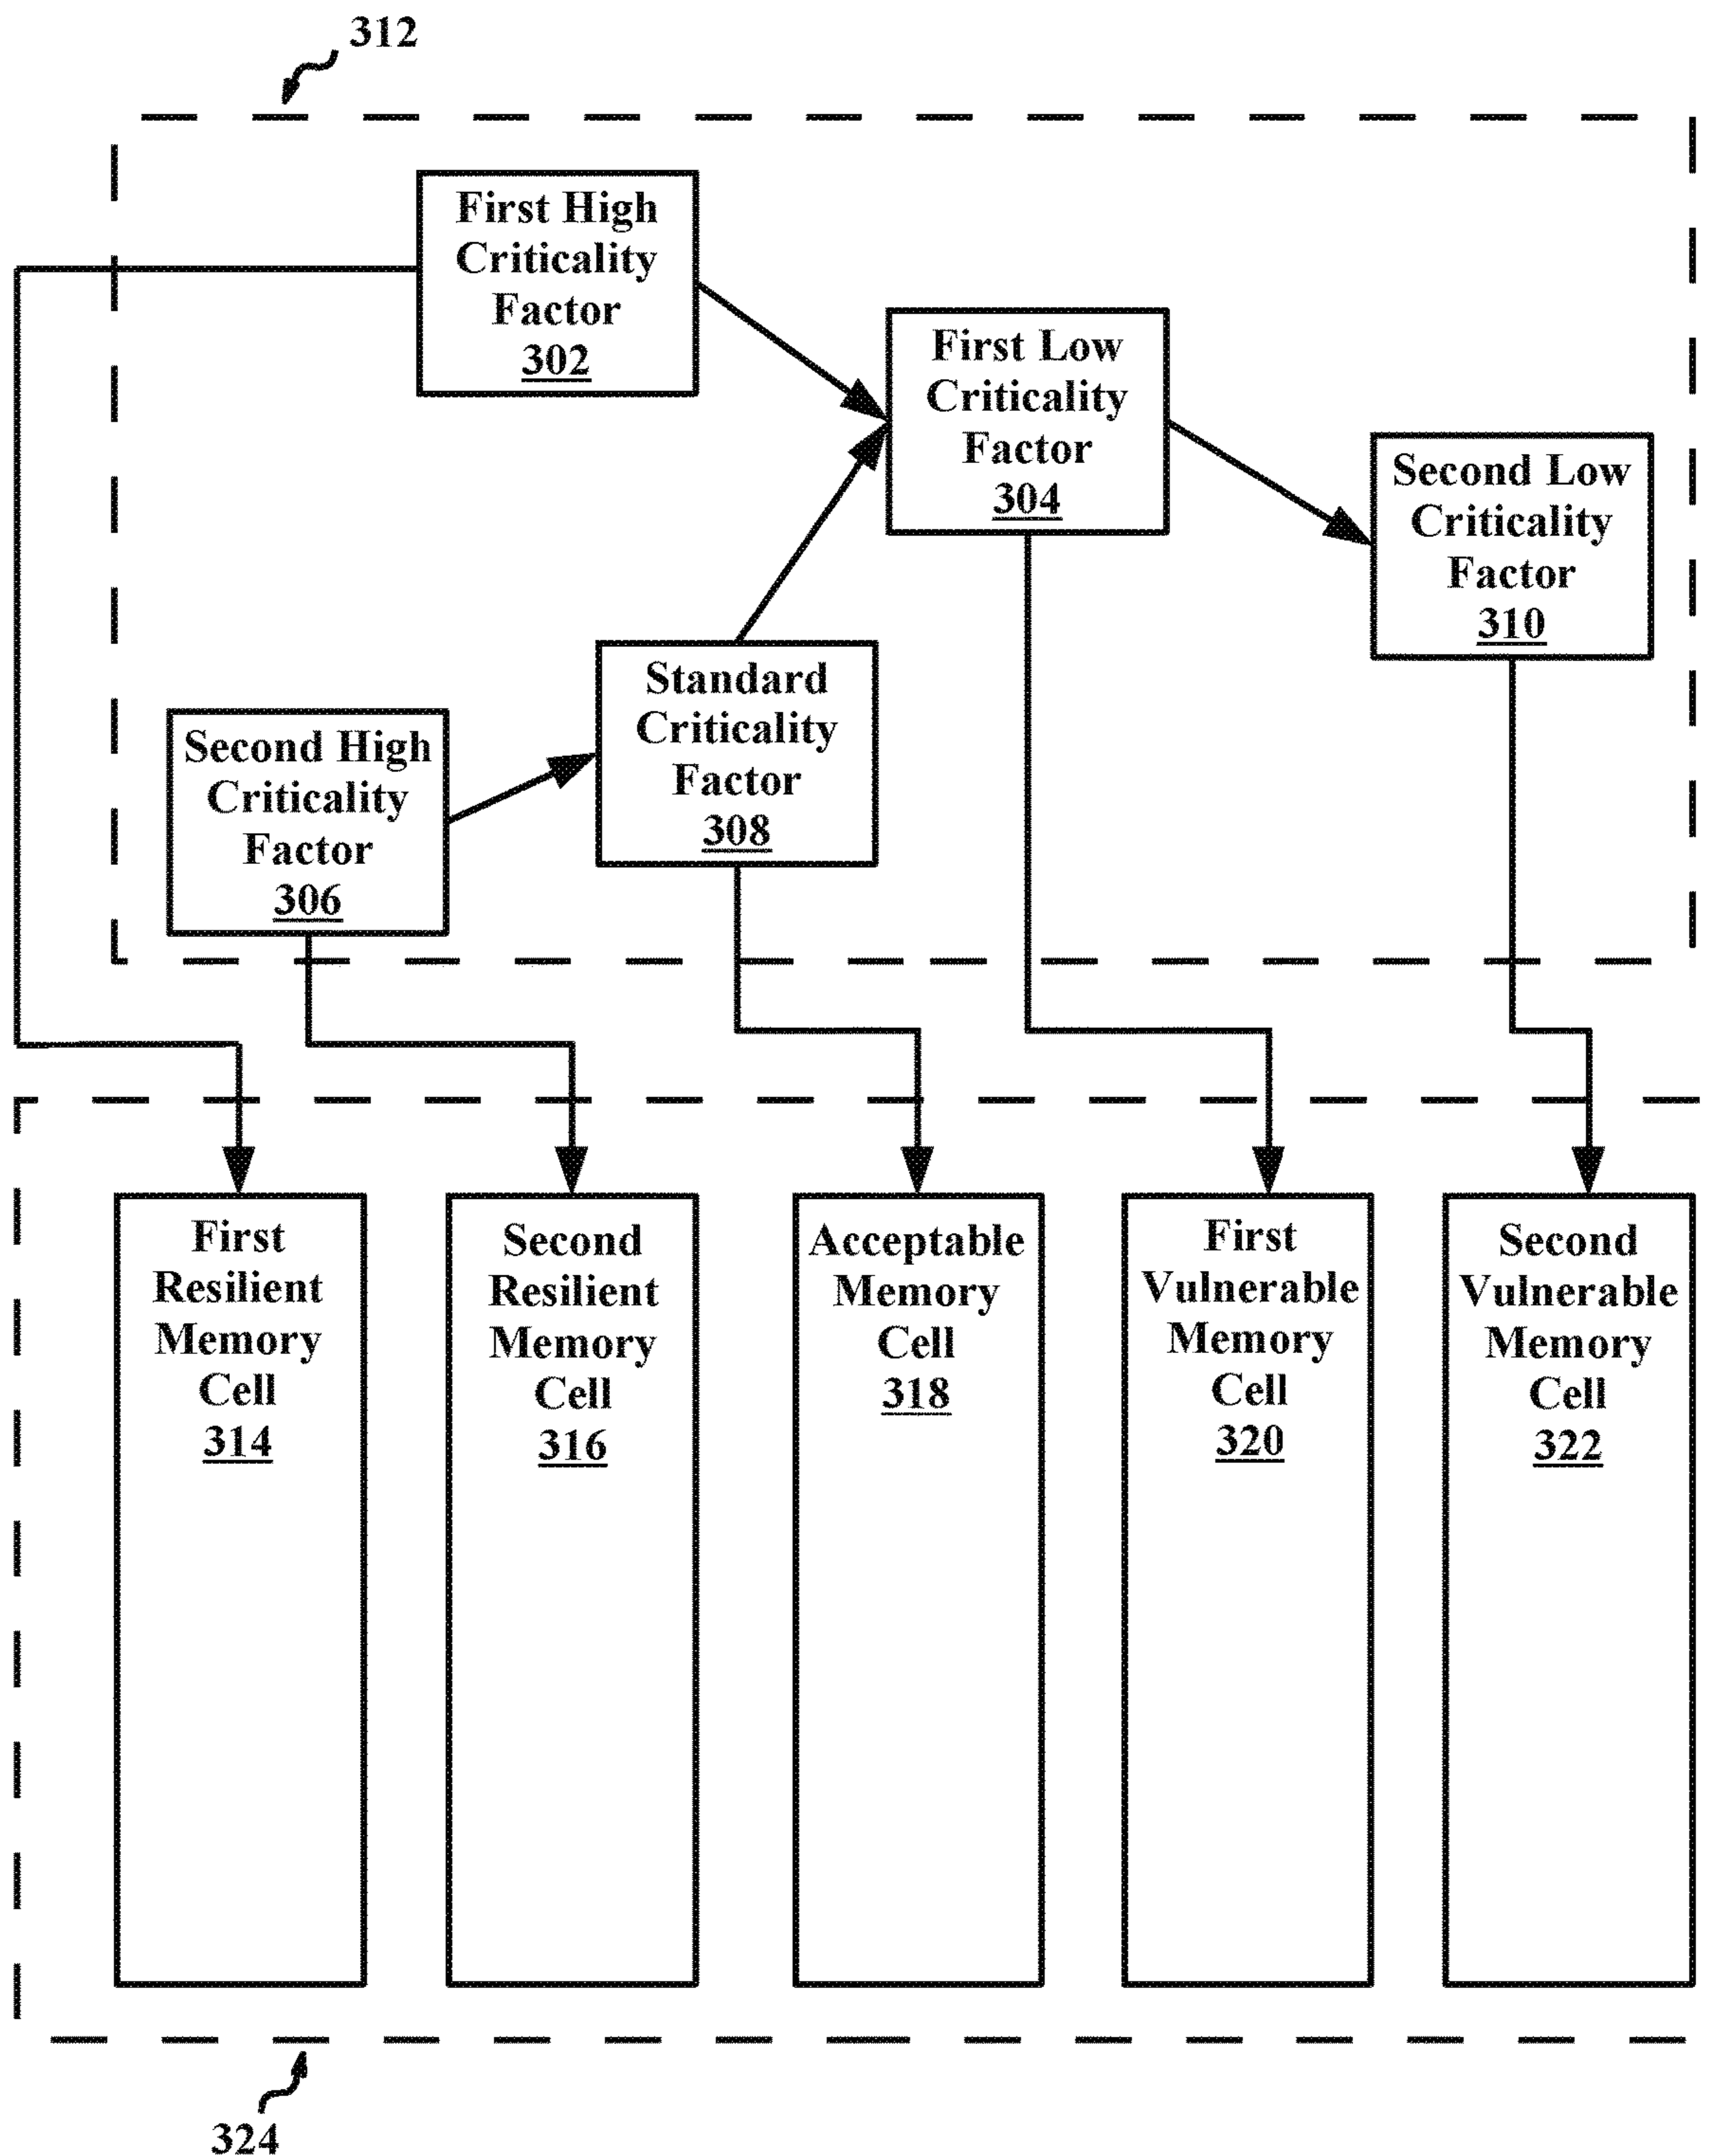 312
First High
Criticality
Factor
302
First Low
Criticality
Factor
304
Second Low
Criticality
Factor
310
Standard
Criticality
Factor
308
Second High
Criticality
Factor
306
First
Resilient
Memory
Cell
314
Second
Resilient
Memory
Cell
316
Acceptable
Memory
Cell
318
First
Vulnerable
Memory
Cell
320
Second
Vulnerable
Memory
Cell
322
324